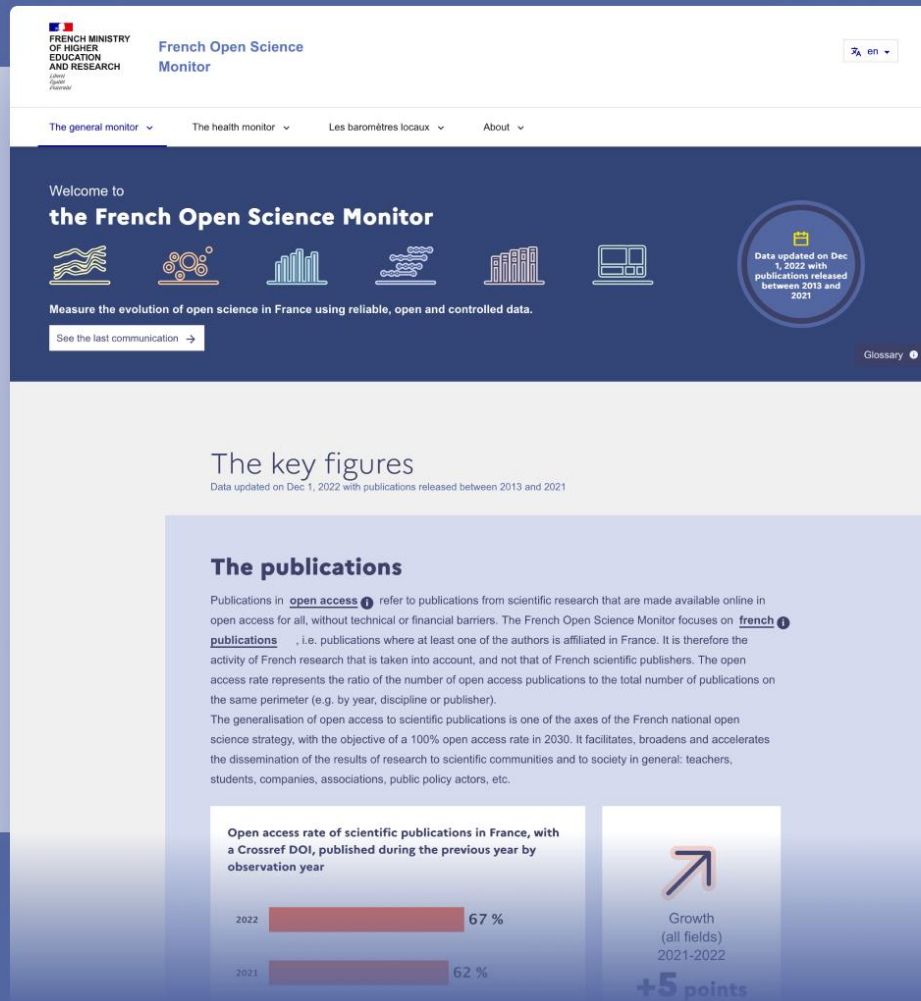 FRENCH MINISTRY
OF HIGHER
EDUCATION
AND RESEARCH
Liberté
Égalité
Fraternité
French Open Science
Monitor
en
The general monitor
The health monitor
Les baromètres locaux
About
Welcome to
the French Open Science Monitor
Data updated on Dec
1, 2022 with
publications released
between 2013 and
2021
Measure the evolution of open science in France using reliable, open and controlled data.
See the last communication →
Glossary
The key figures
Data updated on Dec 1, 2022 with publications released between 2013 and 2021
The publications
Publications in open access refer to publications from scientific research that are made available online in
open access for all, without technical or financial barriers. The French Open Science Monitor focuses on french
publications , i.e. publications where at least one of the authors is affiliated in France. It is therefore the
activity of French research that is taken into account, and not that of French scientific publishers. The open
access rate represents the ratio of the number of open access publications to the total number of publications on
the same perimeter (e.g. by year, discipline or publisher).
The generalisation of open access to scientific publications is one of the axes of the French national open
science strategy, with the objective of a 100% open access rate in 2030. It facilitates, broadens and accelerates
the dissemination of the results of research to scientific communities and to society in general: teachers,
students, companies, associations, public policy actors, etc.
Open access rate of scientific publications in France, with
a Crossref DOI, published during the previous year by
observation year
2022 67 %
2021 62 %
Growth
(all fields)
2021-2022
+5 points